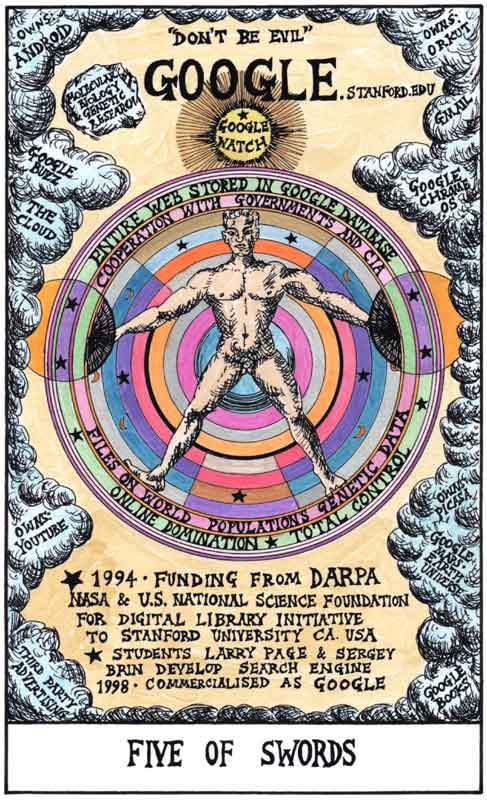 "DON'T BE EVIL"
GOOGLE.STANFORD.EDU
OWNS:
ANDROID
OWNS:
ORKUT
MOLECULAR
BIOLOGY
GENETIC
RESEARCH
GMAIL
★
GOOGLE
WATCH
GOOGLE
BUZZ
GOOGLE
CHROME
OS
THE
CLOUD
ENTIRE WEB STORED IN GOOGLE DATABASE
COOPERATION WITH GOVERNMENTS AND CIA
FILES ON WORLD POPULATIONS GENETIC DATA
ONLINE DOMINATION ★ TOTAL CONTROL
OWNS:
PICASA
OWNS:
YOUTUBE
GOOGLE
MARS
EARTH
UNIVERSE
★ 1994 · FUNDING FROM DARPA
NASA & U.S. NATIONAL SCIENCE FOUNDATION
FOR DIGITAL LIBRARY INITIATIVE
TO STANFORD UNIVERSITY CA. USA
★ STUDENTS LARRY PAGE & SERGEY
BRIN DEVELOP SEARCH ENGINE
1998 · COMMERCIALISED AS GOOGLE
THIRD PARTY
ADVERTISING
GOOGLE
BOOKS
FIVE OF SWORDS